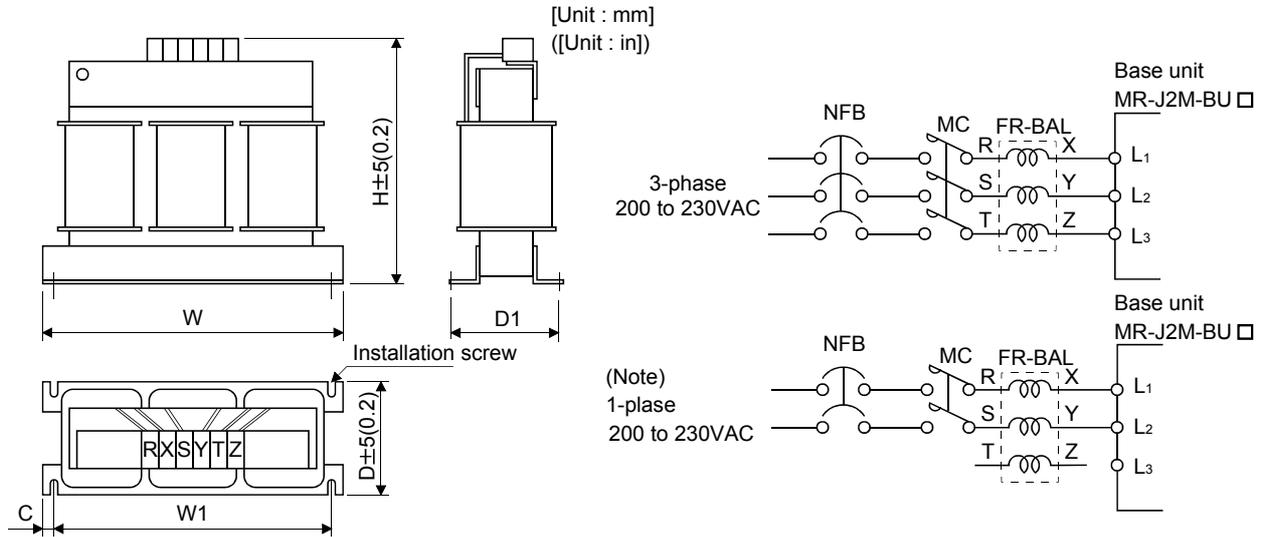 [Unit : mm]
([Unit : in])
H±5(0.2)
W
D1
Installation screw
R X S Y T Z
D±5(0.2)
C
W1
Base unit
MR-J2M-BU □
NFB
MC
FR-BAL
R
X
L1
3-phase
200 to 230VAC
S
Y
L2
T
Z
L3
Base unit
MR-J2M-BU □
NFB
MC
FR-BAL
(Note)
1-plase
200 to 230VAC
R
X
L1
S
Y
L2
T
Z
L3